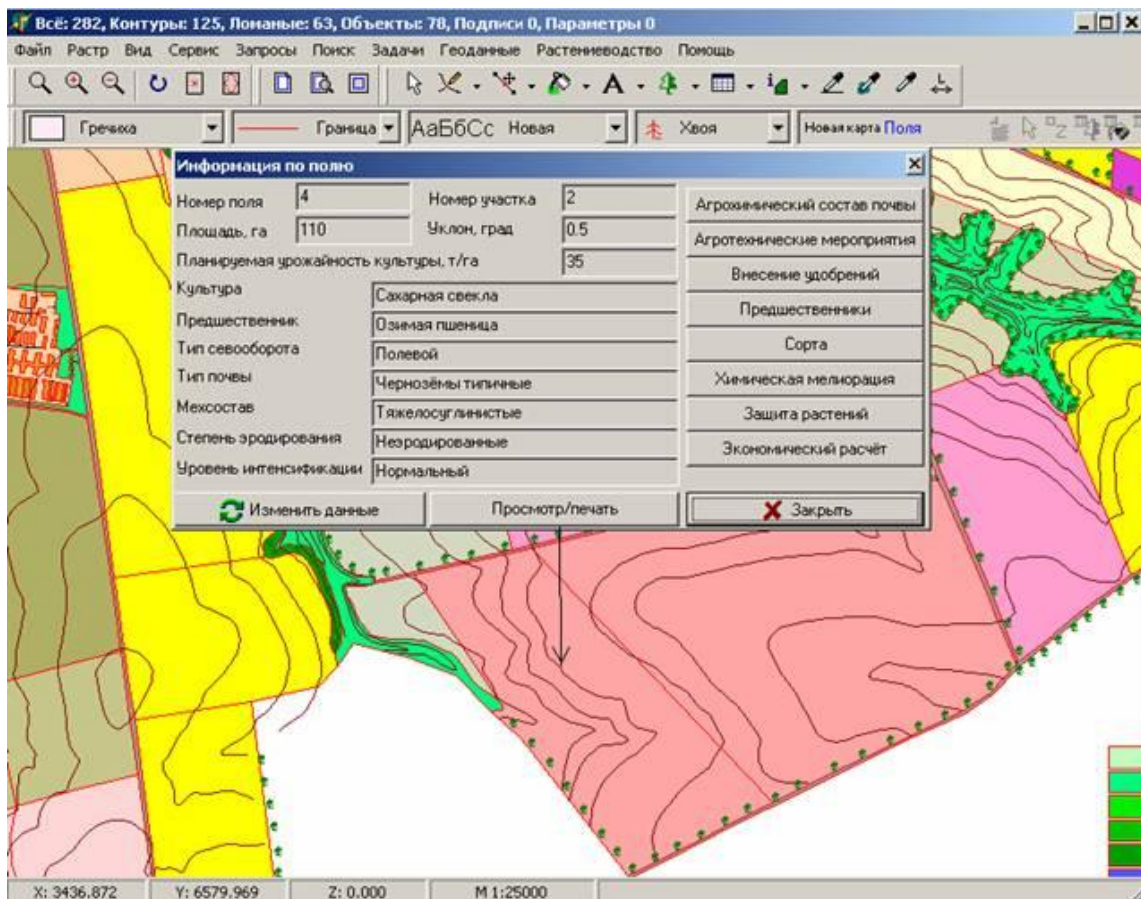 Всё: 282, Контуры: 125, Ломаные: 63, Объекты: 78, Подписи 0, Параметры 0
Файл Растр Вид Сервис Запросы Поиск Задачи Геоданные Растениеводство Помощь
Гречиха Граница АаБбСс Новая Хвоя Новая карта Поля
Информация по полю
Номер поля 4 Номер участка 2
Площадь, га 110 Уклон, град 0.5
Планируемая урожайность культуры, т/га 35
Культура Сахарная свекла
Предшественник Озимая пшеница
Тип севооборота Полевой
Тип почвы Чернозёмы типичные
Мехсостав Тяжелосуглинистые
Степень эродирования Неэродированные
Уровень интенсификации Нормальный
Агрохимический состав почвы
Агротехнические мероприятия
Внесение удобрений
Предшественники
Сорта
Химическая мелиорация
Защита растений
Экономический расчёт
Изменить данные Просмотр/печать Закрыть
X: 3436.872 Y: 6579.969 Z: 0.000 М 1:25000